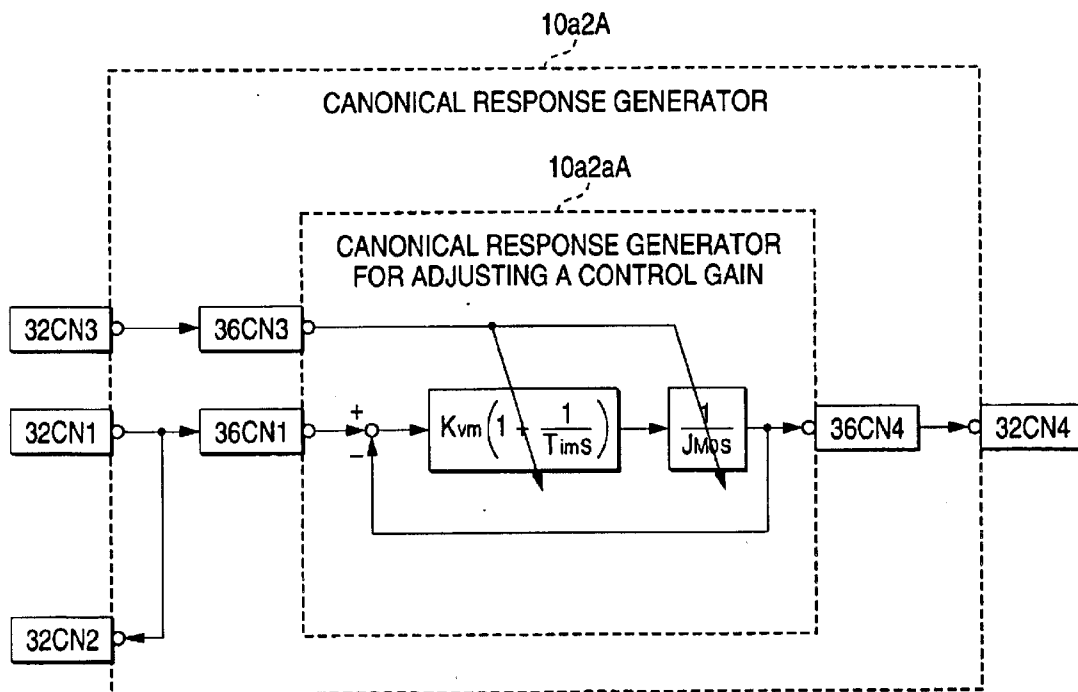 10a2A
CANONICAL RESPONSE GENERATOR
10a2aA
CANONICAL RESPONSE GENERATOR
FOR ADJUSTING A CONTROL GAIN
32CN3
36CN3
32CN1
36CN1
+
−
Kvm(1 + 1/TimS)
1/JM0S
36CN4
32CN4
32CN2